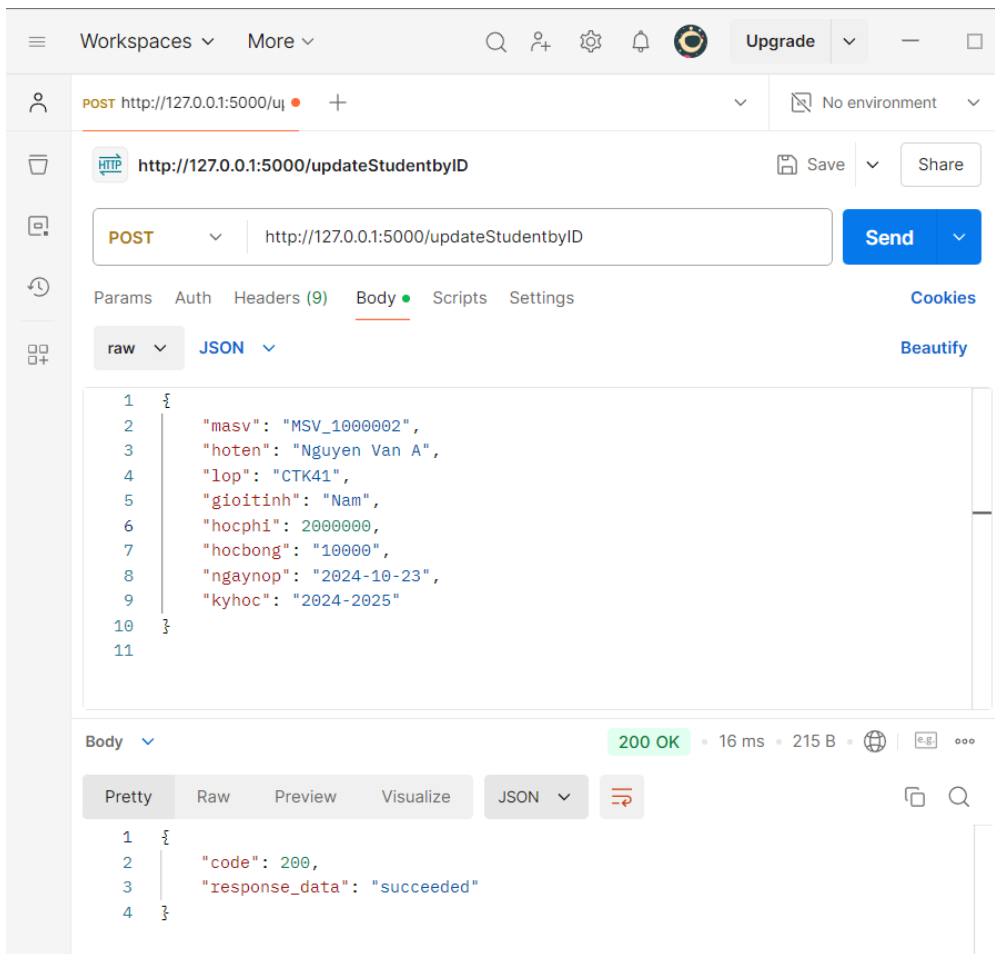 Workspaces More Upgrade
POST http://127.0.0.1:5000/up No environment
HTTP http://127.0.0.1:5000/updateStudentbyID Save Share
POST http://127.0.0.1:5000/updateStudentbyID Send
Params Auth Headers (9) Body Scripts Settings Cookies
raw JSON Beautify
1 {
2 "masv": "MSV_1000002",
3 "hoten": "Nguyen Van A",
4 "lop": "CTK41",
5 "gioitinh": "Nam",
6 "hocphi": 2000000,
7 "hocbong": "10000",
8 "ngaynop": "2024-10-23",
9 "kyhoc": "2024-2025"
10 }
11
Body 200 OK 16 ms 215 B e.g.
Pretty Raw Preview Visualize JSON
1 {
2 "code": 200,
3 "response_data": "succeeded"
4 }